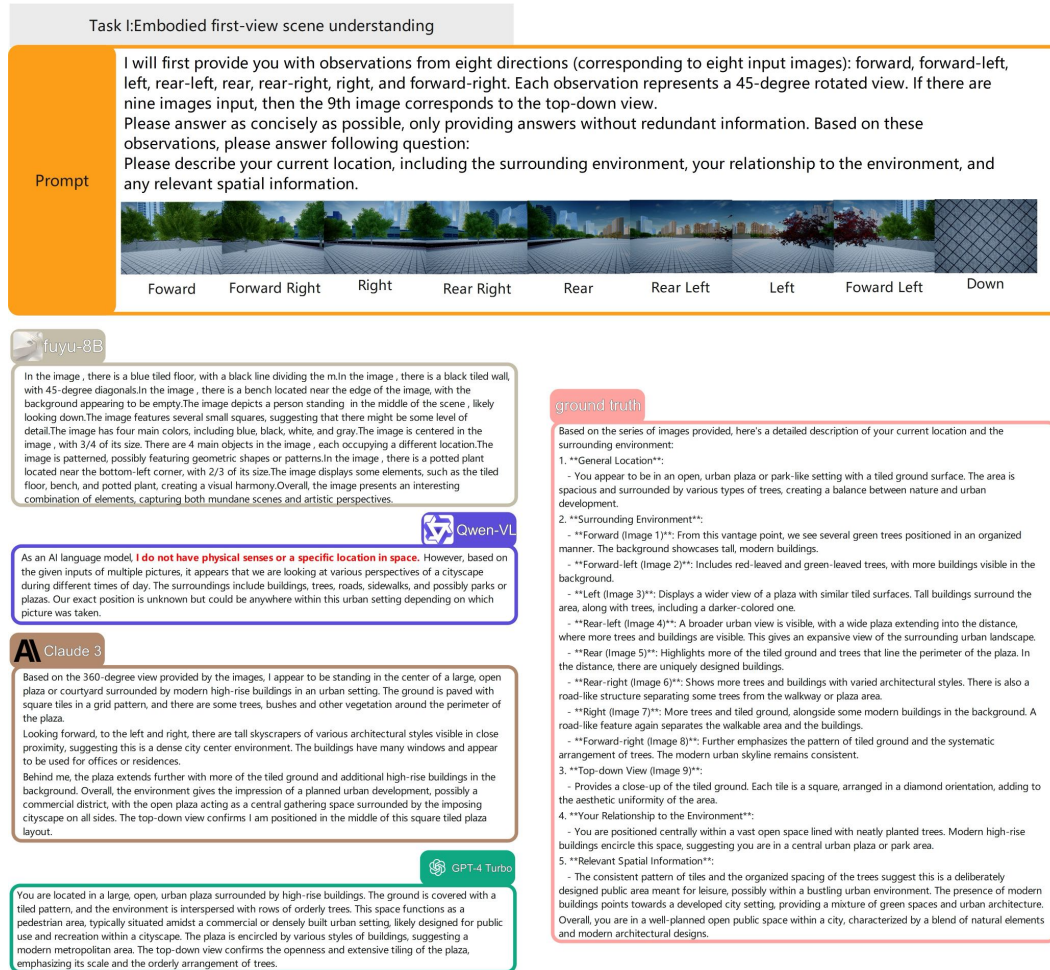 Task I:Embodied first-view scene understanding
Prompt
I will first provide you with observations from eight directions (corresponding to eight input images): forward, forward-left,
left, rear-left, rear, rear-right, right, and forward-right. Each observation represents a 45-degree rotated view. If there are
nine images input, then the 9th image corresponds to the top-down view.
Please answer as concisely as possible, only providing answers without redundant information. Based on these
observations, please answer following question:
Please describe your current location, including the surrounding environment, your relationship to the environment, and
any relevant spatial information.
Foward
Forward Right
Right
Rear Right
Rear
Rear Left
Left
Foward Left
Down
fuyu-8B
In the image , there is a blue tiled floor, with a black line dividing the m.In the image , there is a black tiled wall,
with 45-degree diagonals.In the image , there is a bench located near the edge of the image, with the
background appearing to be empty.The image depicts a person standing in the middle of the scene , likely
looking down.The image features several small squares, suggesting that there might be some level of
detail.The image has four main colors, including blue, black, white, and gray.The image is centered in the
image , with 3/4 of its size. There are 4 main objects in the image , each occupying a different location.The
image is patterned, possibly featuring geometric shapes or patterns.In the image , there is a potted plant
located near the bottom-left corner, with 2/3 of its size.The image displays some elements, such as the tiled
floor, bench, and potted plant, creating a visual harmony.Overall, the image presents an interesting
combination of elements, capturing both mundane scenes and artistic perspectives.
Qwen-VL
As an AI language model, I do not have physical senses or a specific location in space. However, based on
the given inputs of multiple pictures, it appears that we are looking at various perspectives of a cityscape
during different times of day. The surroundings include buildings, trees, roads, sidewalks, and possibly parks or
plazas. Our exact position is unknown but could be anywhere within this urban setting depending on which
picture was taken.
Claude 3
Based on the 360-degree view provided by the images, I appear to be standing in the center of a large, open
plaza or courtyard surrounded by modern high-rise buildings in an urban setting. The ground is paved with
square tiles in a grid pattern, and there are some trees, bushes and other vegetation around the perimeter of
the plaza.
Looking forward, to the left and right, there are tall skyscrapers of various architectural styles visible in close
proximity, suggesting this is a dense city center environment. The buildings have many windows and appear
to be used for offices or residences.
Behind me, the plaza extends further with more of the tiled ground and additional high-rise buildings in the
background. Overall, the environment gives the impression of a planned urban development, possibly a
commercial district, with the open plaza acting as a central gathering space surrounded by the imposing
cityscape on all sides. The top-down view confirms I am positioned in the middle of this square tiled plaza
layout.
GPT-4 Turbo
You are located in a large, open, urban plaza surrounded by high-rise buildings. The ground is covered with a
tiled pattern, and the environment is interspersed with rows of orderly trees. This space functions as a
pedestrian area, typically situated amidst a commercial or densely built urban setting, likely designed for public
use and recreation within a cityscape. The plaza is encircled by various styles of buildings, suggesting a
modern metropolitan area. The top-down view confirms the openness and extensive tiling of the plaza,
emphasizing its scale and the orderly arrangement of trees.
ground truth
Based on the series of images provided, here's a detailed description of your current location and the
surrounding environment:
1. **General Location**:
- You appear to be in an open, urban plaza or park-like setting with a tiled ground surface. The area is
spacious and surrounded by various types of trees, creating a balance between nature and urban
development.
2. **Surrounding Environment**:
- **Forward (Image 1)**: From this vantage point, we see several green trees positioned in an organized
manner. The background showcases tall, modern buildings.
- **Forward-left (Image 2)**: Includes red-leaved and green-leaved trees, with more buildings visible in the
background.
- **Left (Image 3)**: Displays a wider view of a plaza with similar tiled surfaces. Tall buildings surround the
area, along with trees, including a darker-colored one.
- **Rear-left (Image 4)**: A broader urban view is visible, with a wide plaza extending into the distance,
where more trees and buildings are visible. This gives an expansive view of the surrounding urban landscape.
- **Rear (Image 5)**: Highlights more of the tiled ground and trees that line the perimeter of the plaza. In
the distance, there are uniquely designed buildings.
- **Rear-right (Image 6)**: Shows more trees and buildings with varied architectural styles. There is also a
road-like structure separating some trees from the walkway or plaza area.
- **Right (Image 7)**: More trees and tiled ground, alongside some modern buildings in the background. A
road-like feature again separates the walkable area and the buildings.
- **Forward-right (Image 8)**: Further emphasizes the pattern of tiled ground and the systematic
arrangement of trees. The modern urban skyline remains consistent.
3. **Top-down View (Image 9)**:
- Provides a close-up of the tiled ground. Each tile is a square, arranged in a diamond orientation, adding to
the aesthetic uniformity of the area.
4. **Your Relationship to the Environment**:
- You are positioned centrally within a vast open space lined with neatly planted trees. Modern high-rise
buildings encircle this space, suggesting you are in a central urban plaza or park area.
5. **Relevant Spatial Information**:
- The consistent pattern of tiles and the organized spacing of the trees suggest this is a deliberately
designed public area meant for leisure, possibly within a bustling urban environment. The presence of modern
buildings points towards a developed city setting, providing a mixture of green spaces and urban architecture.
Overall, you are in a well-planned open public space within a city, characterized by a blend of natural elements
and modern architectural designs.